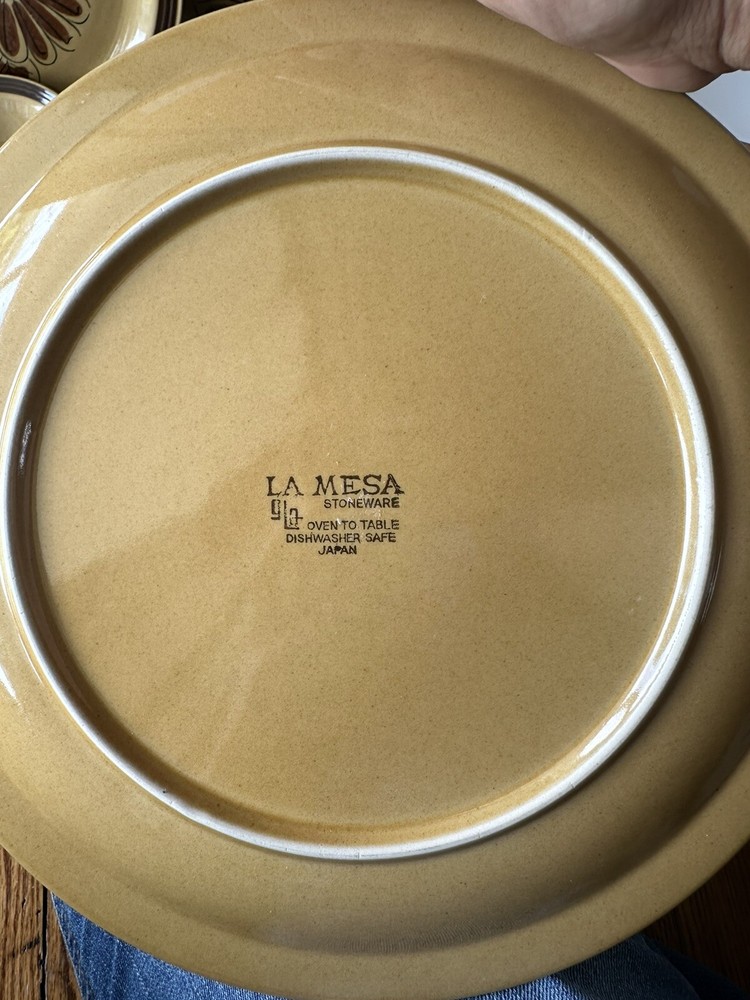 LA MESA
STONEWARE
OVEN TO TABLE
DISHWASHER SAFE
JAPAN